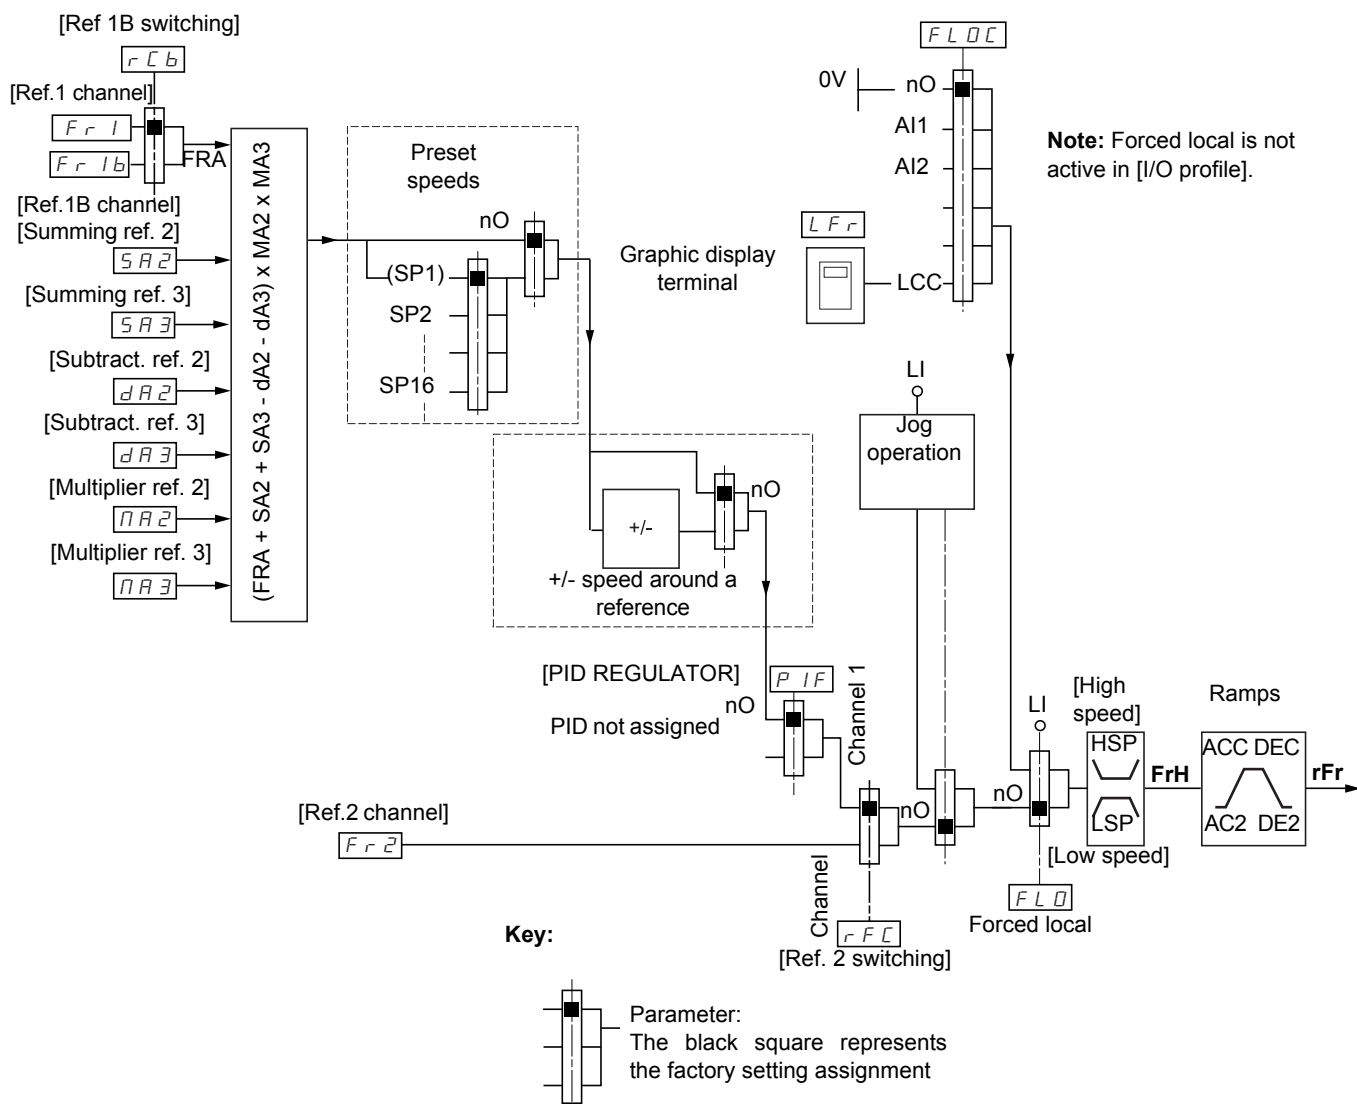 [Ref 1B switching]
rCb
[Ref.1 channel]
Fr1
Fr1b
FRA
[Ref.1B channel]
[Summing ref. 2]
SA2
[Summing ref. 3]
SA3
[Subtract. ref. 2]
dA2
[Subtract. ref. 3]
dA3
[Multiplier ref. 2]
MA2
[Multiplier ref. 3]
MA3
(FRA + SA2 + SA3 - dA2 - dA3) x MA2 x MA3
Preset
speeds
nO
(SP1)
SP2
SP16
+/-
nO
+/- speed around a
reference
FLOC
0V
nO
AI1
AI2
LFr
Graphic display
terminal
LCC
Note: Forced local is not
active in [I/O profile].
LI
Jog
operation
[PID REGULATOR]
PIF
nO
PID not assigned
Channel 1
[Ref.2 channel]
Fr2
Channel
rFC
[Ref. 2 switching]
nO
nO
LI
FLO
Forced local
[High
speed]
HSP
LSP
[Low speed]
FrH
Ramps
ACC DEC
AC2 DE2
rFr
Key:
Parameter:
The black square represents
the factory setting assignment